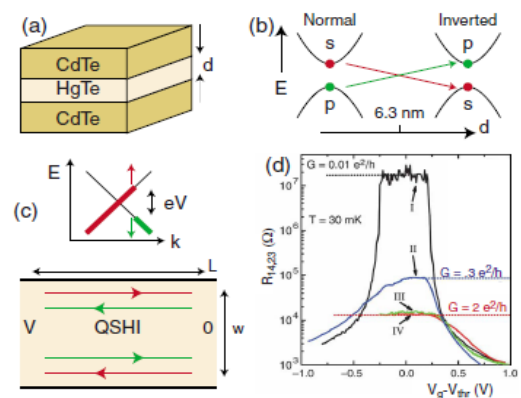 (a)
CdTe
HgTe
CdTe
d
(b)
Normal
Inverted
s
p
E
p
s
6.3 nm
d
(c)
E
eV
k
L
V
QSHI
0
w
(d)
G = 0.01 e²/h
T = 30 mK
I
II
G = .3 e²/h
III
G = 2 e²/h
IV
R14,23 (Ω)
10⁷
10⁶
10⁵
10⁴
10³
-1.0
-0.5
0.0
0.5
1.0
Vg-Vthr (V)